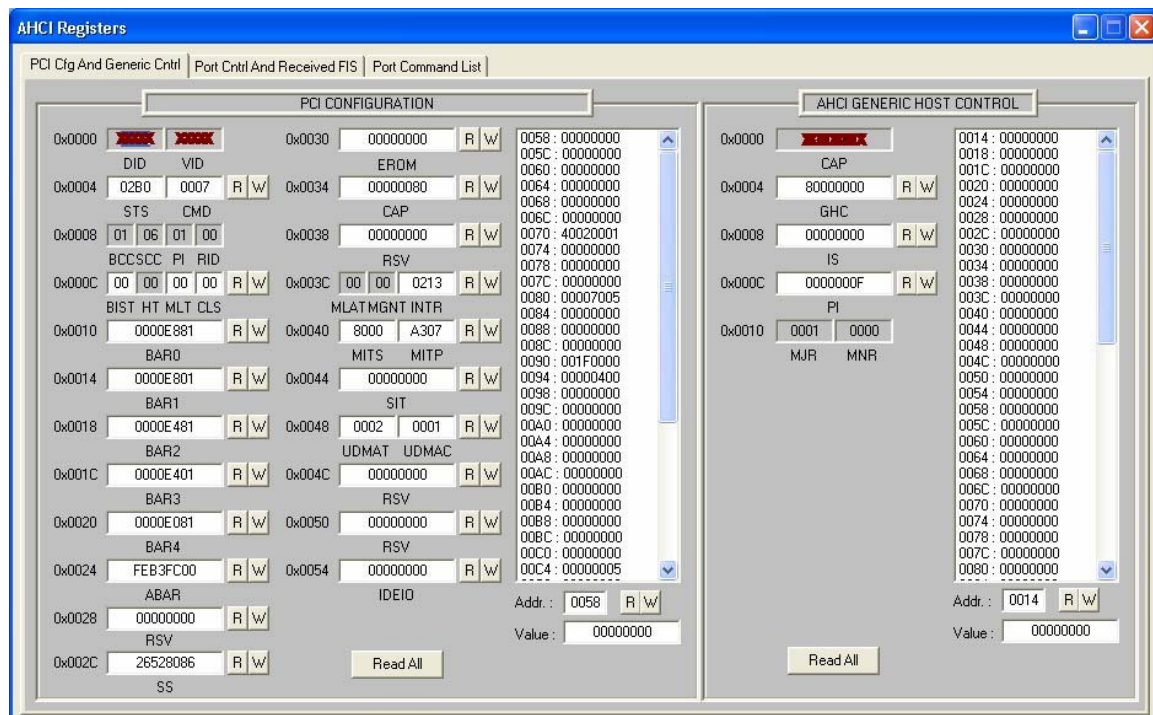 AHCI Registers
PCI Cfg And Generic Cntrl Port Cntrl And Received FIS Port Command List
PCI CONFIGURATION
0x0000
DID VID
0x0004 02B0 0007 R W
STS CMD
0x0008 01 06 01 00
BCC SCC PI RID
0x000C 00 00 00 00 R W
BIST HT MLT CLS
0x0010 0000E881 R W
BAR0
0x0014 0000E801 R W
BAR1
0x0018 0000E481 R W
BAR2
0x001C 0000E401 R W
BAR3
0x0020 0000E081 R W
BAR4
0x0024 FEB3FC00 R W
ABAR
0x0028 00000000 R W
RSV
0x002C 26528086 R W
SS
0x0030 00000000 R W
EROM
0x0034 00000080 R W
CAP
0x0038 00000000 R W
RSV
0x003C 00 00 0213 R W
MLAT MGNT INTR
0x0040 8000 A307 R W
MITS MITP
0x0044 00000000 R W
SIT
0x0048 0002 0001 R W
UDMAT UDMAC
0x004C 00000000 R W
RSV
0x0050 00000000 R W
RSV
0x0054 00000000 R W
IDEIO
Read All
0058 : 00000000
005C : 00000000
0060 : 00000000
0064 : 00000000
0068 : 00000000
006C : 00000000
0070 : 40020001
0074 : 00000000
0078 : 00000000
007C : 00000000
0080 : 00007005
0084 : 00000000
0088 : 00000000
008C : 00000000
0090 : 001F0000
0094 : 00000400
0098 : 00000000
009C : 00000000
00A0 : 00000000
00A4 : 00000000
00A8 : 00000000
00AC : 00000000
00B0 : 00000000
00B4 : 00000000
00B8 : 00000000
00BC : 00000000
00C0 : 00000000
00C4 : 00000005
Addr. : 0058 R W
Value : 00000000
AHCI GENERIC HOST CONTROL
0x0000
CAP
0x0004 80000000 R W
GHC
0x0008 00000000 R W
IS
0x000C 0000000F R W
PI
0x0010 0001 0000
MJR MNR
Read All
0014 : 00000000
0018 : 00000000
001C : 00000000
0020 : 00000000
0024 : 00000000
0028 : 00000000
002C : 00000000
0030 : 00000000
0034 : 00000000
0038 : 00000000
003C : 00000000
0040 : 00000000
0044 : 00000000
0048 : 00000000
004C : 00000000
0050 : 00000000
0054 : 00000000
0058 : 00000000
005C : 00000000
0060 : 00000000
0064 : 00000000
0068 : 00000000
006C : 00000000
0070 : 00000000
0074 : 00000000
0078 : 00000000
007C : 00000000
0080 : 00000000
Addr. : 0014 R W
Value : 00000000